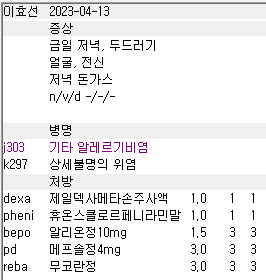 이효선 2023-04-13
증상
금일 저녁, 두드러기
얼굴, 전신
저녁 돈가스
n/v/d -/-/-
병명
j303 기타 알레르기비염
k297 상세불명의 위염
처방
dexa 제일덱사메타손주사액 1.0 1 1
pheni 휴온스클로르페니라민말 1.0 1 1
bepo 알리온정10mg 1.5 3 3
pd 메프솔정4mg 3.0 3 3
reba 무코란정 3.0 3 3